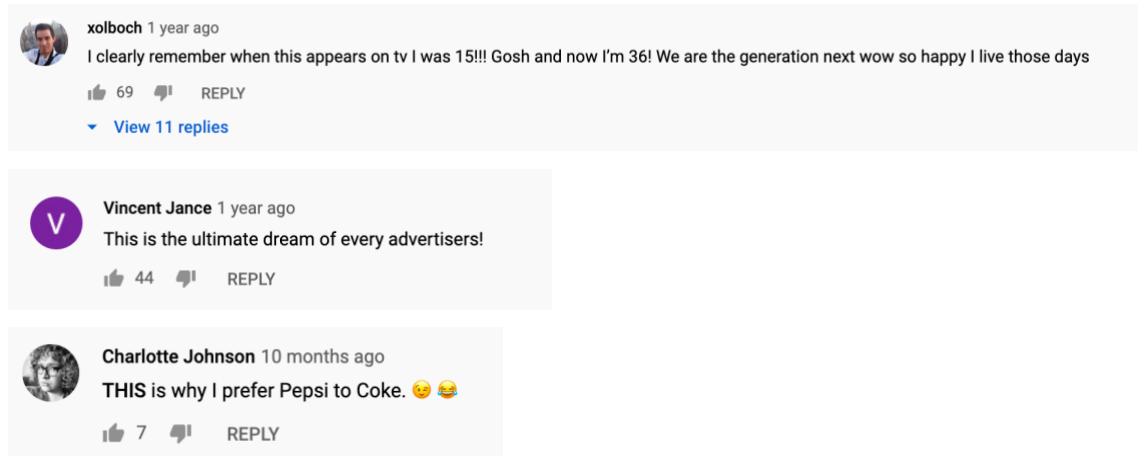 xolboch 1 year ago
I clearly remember when this appears on tv I was 15!!! Gosh and now I'm 36! We are the generation next wow so happy I live those days
69 REPLY
View 11 replies
V
Vincent Jance 1 year ago
This is the ultimate dream of every advertisers!
44 REPLY
Charlotte Johnson 10 months ago
THIS is why I prefer Pepsi to Coke. 😉 😂
7 REPLY